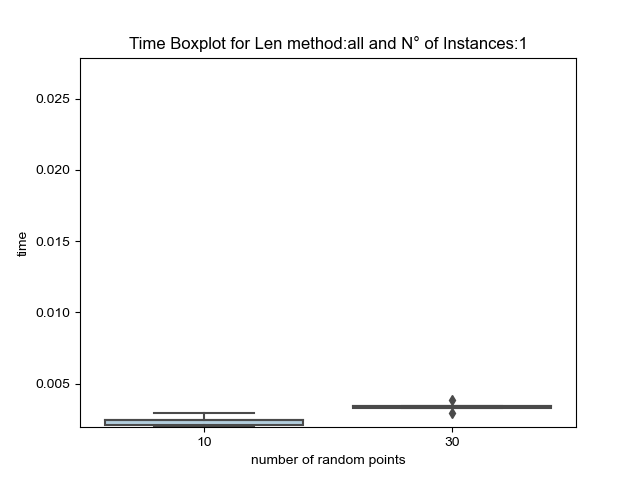 Time Boxplot for Len method:all and N° of Instances:1
0.025
0.020
0.015
0.010
0.005
time
10
30
number of random points